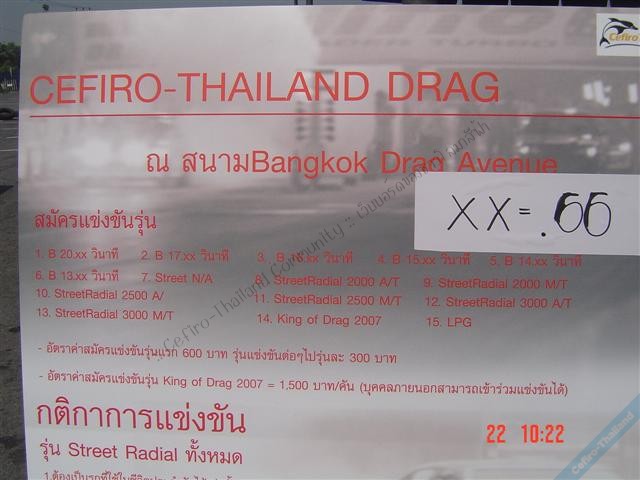 Cefiro
CEFIRO-THAILAND DRAG
ณ สนามBangkok Drag Avenue
XX = .66
สมัครแข่งขันรุ่น
1. B 20.xx วินาที 2. B 17.xx วินาที 3. B 16.xx วินาที 4. B 15.xx วินาที 5. B 14.xx วินาที
6. B 13.xx วินาที 7. Street N/A 8. StreetRadial 2000 A/T 9. StreetRadial 2000 M/T
10. StreetRadial 2500 A/ 11. StreetRadial 2500 M/T 12. StreetRadial 3000 A/T
13. StreetRadial 3000 M/T 14. King of Drag 2007 15. LPG
- อัตราค่าสมัครแข่งขันรุ่นแรก 600 บาท รุ่นแข่งขันต่อๆไปรุ่นละ 300 บาท
- อัตราค่าสมัครแข่งขันรุ่น King of Drag 2007 = 1,500 บาท/คัน (บุคคลภายนอกสามารถเข้าร่วมแข่งขันได้)
กติกาการแข่งขัน
รุ่น Street Radial ทั้งหมด
22 10:22
:: Cefiro-Thailand Community ::
Cefiro-Thailand